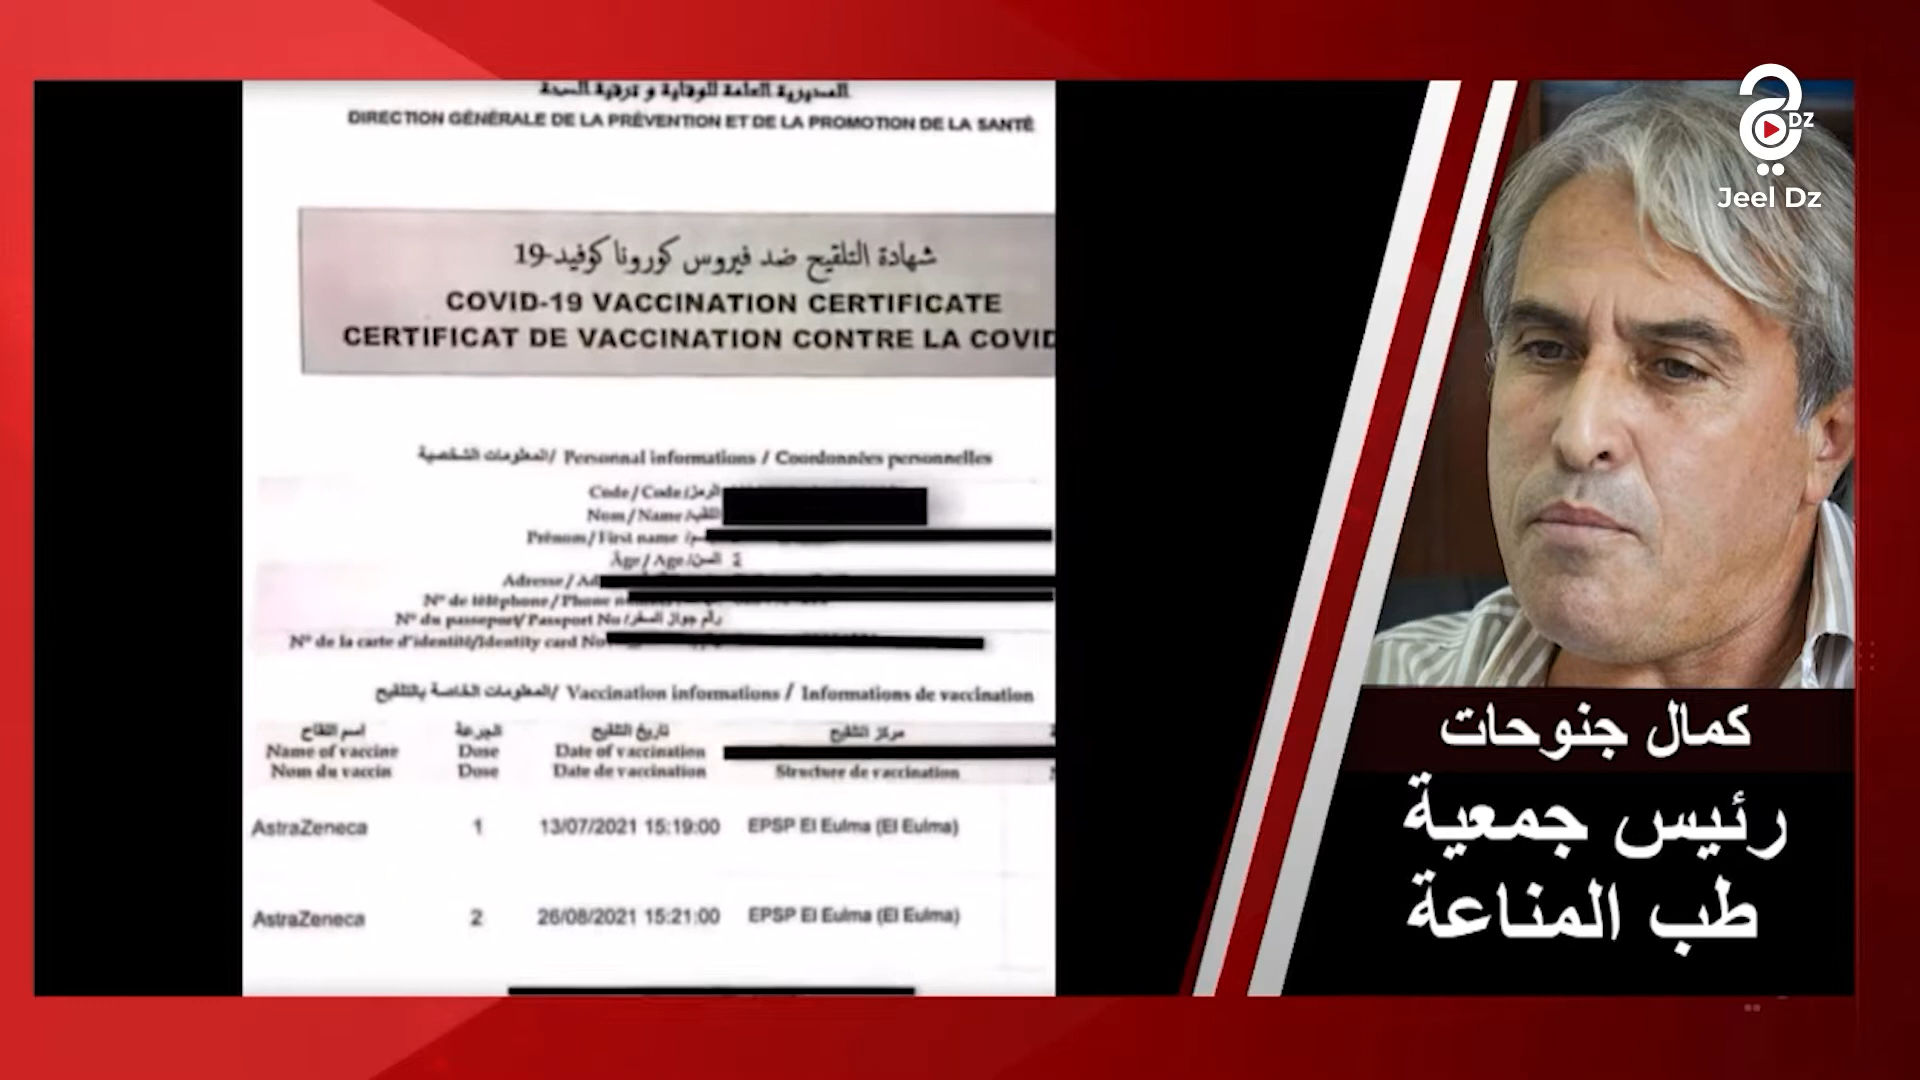 المديرية العامة للوقاية و ترقية الصحة
DIRECTION GÉNÉRALE DE LA PRÉVENTION ET DE LA PROMOTION DE LA SANTÉ
شهادة التلقيح ضد فيروس كورونا كوفيد-19
COVID-19 VACCINATION CERTIFICATE
CERTIFICAT DE VACCINATION CONTRE LA COVID
المعلومات الشخصية/ Personnal informations / Coordonnées personnelles
Code / Code /الرمز
Nom / Name /اللقب
Prénom / First name /
Âge / Age /السن
Adresse /
N° de téléphone / Phone
N° du passeport/ Passport No /رقم جواز السفر
N° de la carte d'identité/Identity card No
المعلومات الخاصة بالتلقيح/ Vaccination informations / Informations de vaccination
اسم اللقاح الجرعة تاريخ التلقيح مركز التلقيح
Name of vaccine Dose Date of vaccination
Nom du vaccin Dose Date de vaccination Structure de vaccination
AstraZeneca 1 13/07/2021 15:19:00 EPSP El Eulma (El Eulma)
AstraZeneca 2 26/08/2021 15:21:00 EPSP El Eulma (El Eulma)
DZ
Jeel Dz
كمال جنوحات
رئيس جمعية
طب المناعة